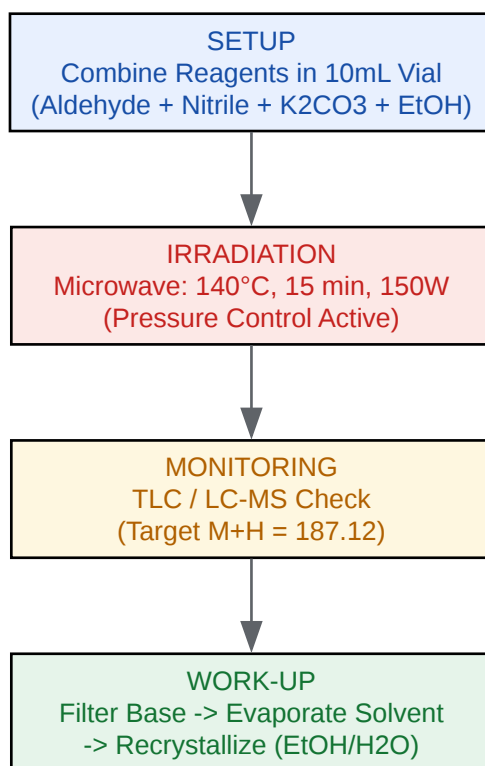 SETUP
Combine Reagents in 10mL Vial
(Aldehyde + Nitrile + K2CO3 + EtOH)
IRRADIATION
Microwave: 140°C, 15 min, 150W
(Pressure Control Active)
MONITORING
TLC / LC-MS Check
(Target M+H = 187.12)
WORK-UP
Filter Base -> Evaporate Solvent
-> Recrystallize (EtOH/H2O)